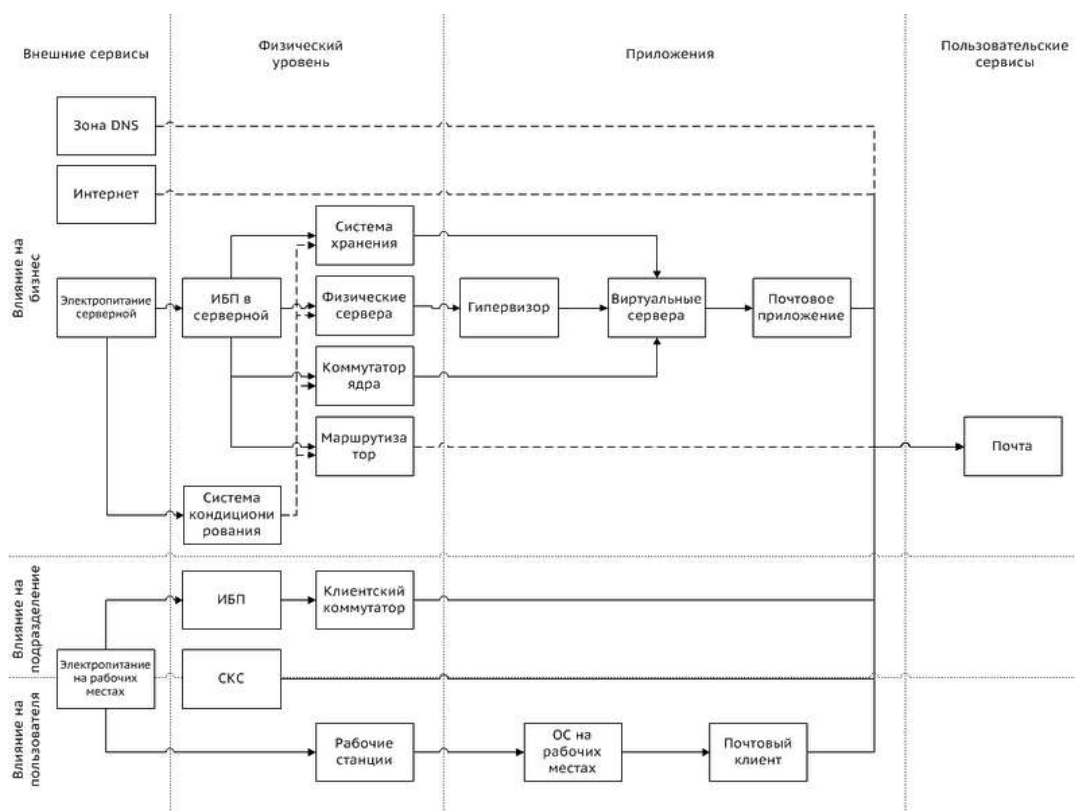 Внешние сервисы
Физический
уровень
Приложения
Пользовательские
сервисы
Влияние на
бизнес
Зона DNS
Интернет
Электропитание
серверной
ИБП в
серверной
Система
хранения
Физические
сервера
Коммутатор
ядра
Маршрутиза
тор
Система
кондициони
рования
Гипервизор
Виртуальные
сервера
Почтовое
приложение
Почта
Влияние на
подразделение
ИБП
Клиентский
коммутатор
Электропитание
на рабочих
местах
СКС
Влияние на
пользователя
Рабочие
станции
ОС на
рабочих
местах
Почтовый
клиент